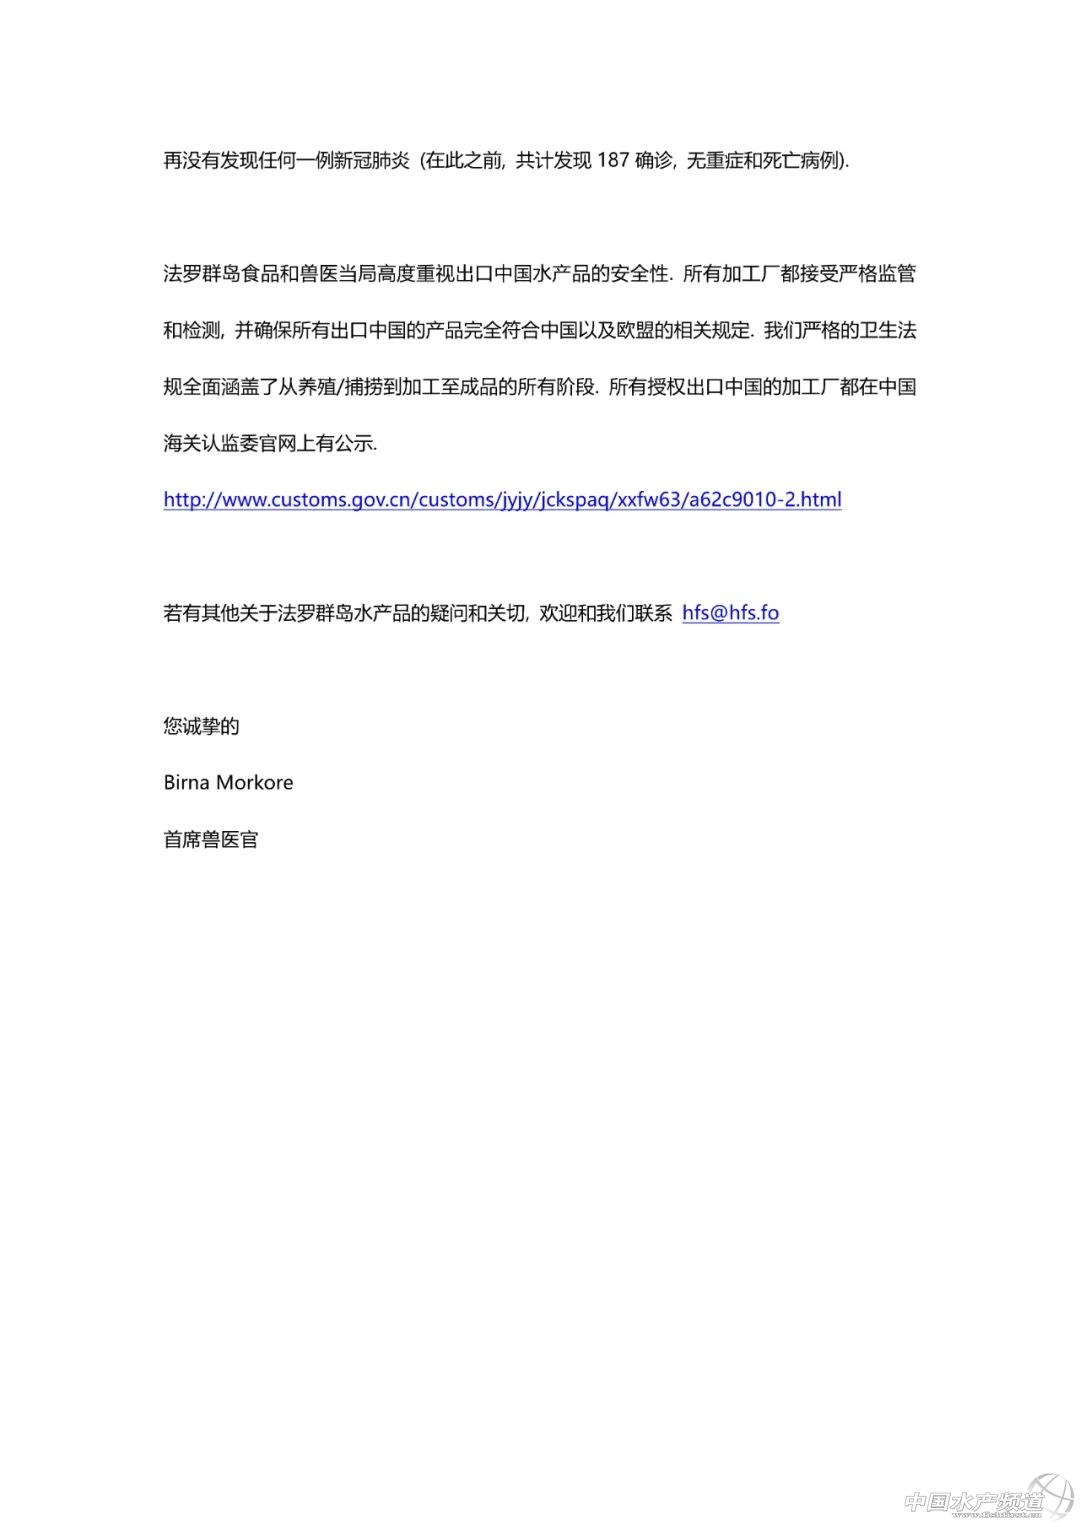 再没有发现任何一例新冠肺炎 (在此之前, 共计发现 187 确诊, 无重症和死亡病例).
法罗群岛食品和兽医当局高度重视出口中国水产品的安全性. 所有加工厂都接受严格监管
和检测, 并确保所有出口中国的产品完全符合中国以及欧盟的相关规定. 我们严格的卫生法
规全面涵盖了从养殖/捕捞到加工至成品的所有阶段. 所有授权出口中国的加工厂都在中国
海关认监委官网上有公示.
http://www.customs.gov.cn/customs/jyjy/jckspaq/xxfw63/a62c9010-2.html
若有其他关于法罗群岛水产品的疑问和关切, 欢迎和我们联系 hfs@hfs.fo
您诚挚的
Birna Morkore
首席兽医官
中国水产频道
www.fishfirst.cn